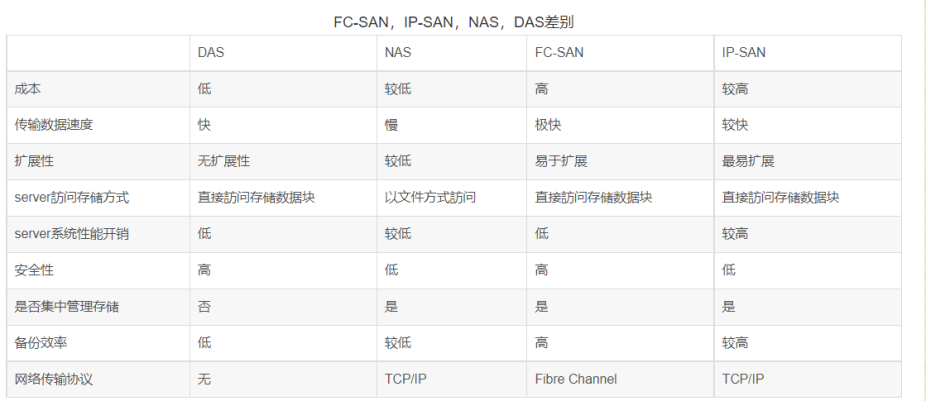 FC-SAN，IP-SAN，NAS，DAS差别
DAS NAS FC-SAN IP-SAN
成本 低 较低 高 较高
传输数据速度 快 慢 极快 较快
扩展性 无扩展性 较低 易于扩展 最易扩展
server訪问存储方式 直接訪问存储数据块 以文件方式訪问 直接訪问存储数据块 直接訪问存储数据块
server系统性能开销 低 较低 低 较高
安全性 高 低 高 低
是否集中管理存储 否 是 是 是
备份效率 低 较低 高 较高
网络传输协议 无 TCP/IP Fibre Channel TCP/IP